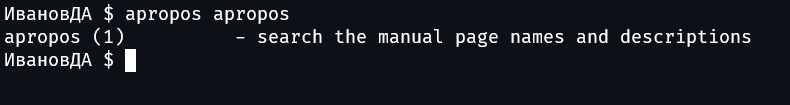 ИвановДА $ apropos apropos
apropos (1)          - search the manual page names and descriptions
ИвановДА $